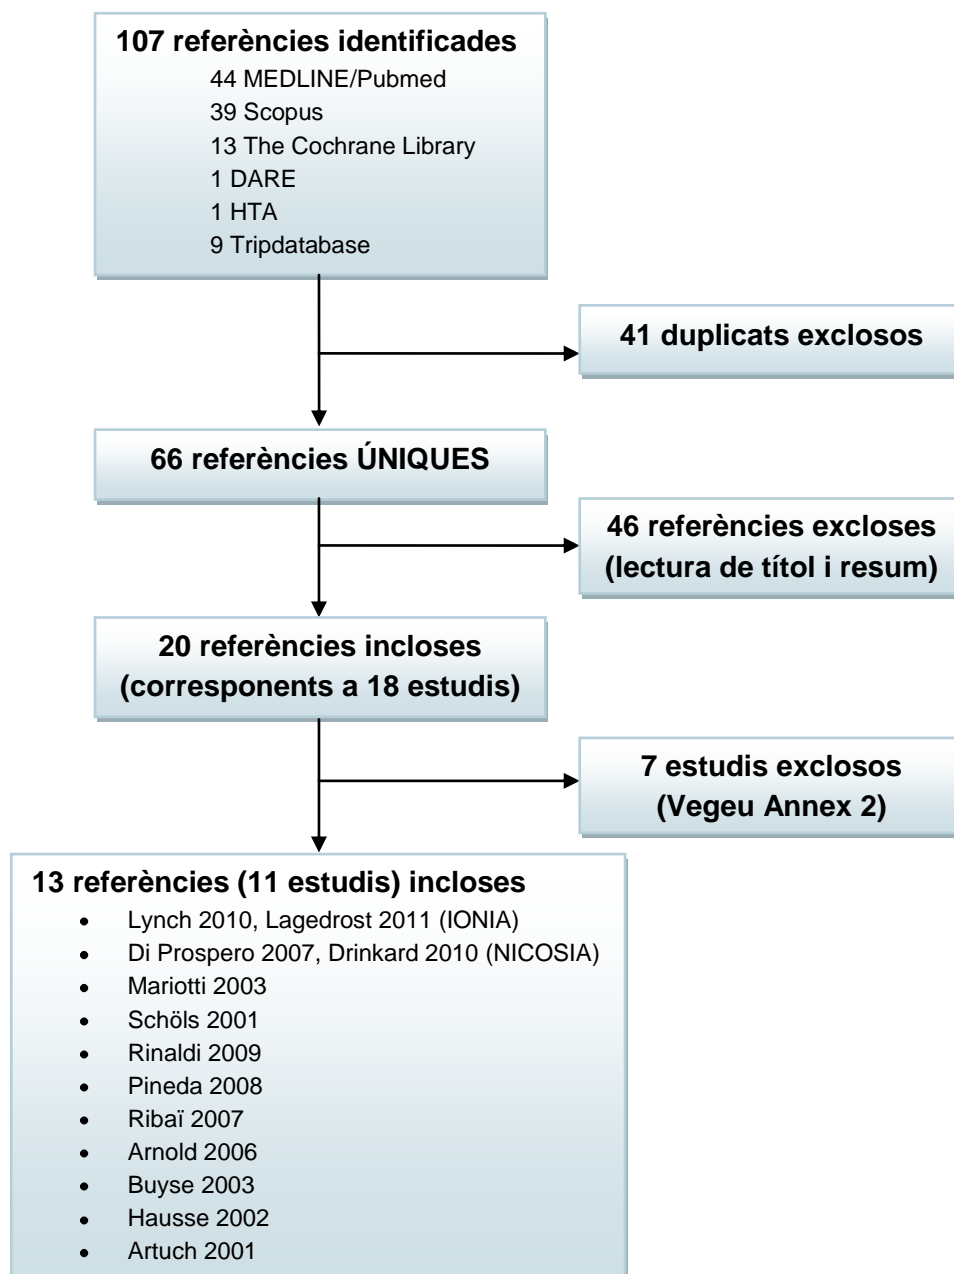 107 referències identificades
44 MEDLINE/Pubmed
39 Scopus
13 The Cochrane Library
1 DARE
1 HTA
9 Tripdatabase
41 duplicats exclosos
66 referències ÚNIQUES
46 referències excloses
(lectura de títol i resum)
20 referències incloses
(corresponents a 18 estudis)
7 estudis exclosos
(Vegeu Annex 2)
13 referències (11 estudis) incloses
• Lynch 2010, Lagedrost 2011 (IONIA)
• Di Prospero 2007, Drinkard 2010 (NICOSIA)
• Mariotti 2003
• Schöls 2001
• Rinaldi 2009
• Pineda 2008
• Ribaï 2007
• Arnold 2006
• Buyse 2003
• Hausse 2002
• Artuch 2001